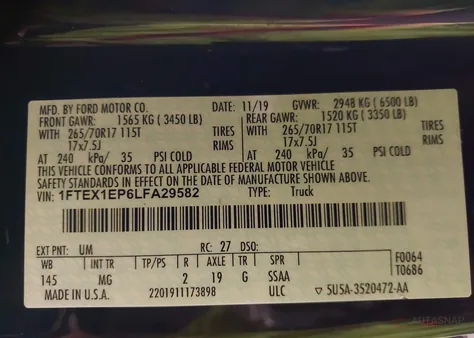 MFD. BY FORD MOTOR CO. DATE: 11/19 GVWR: 2948 KG ( 6500 LB)
FRONT GAWR: 1565 KG ( 3450 LB) REAR GAWR: 1520 KG ( 3350 LB)
WITH WITH
265/70R17 115T TIRES 265/70R17 115T TIRES
17x7.5J RIMS 17x7.5J RIMS
AT 240 kPa/ 35 PSI COLD AT 240 kPa/ 35 PSI COLD
THIS VEHICLE CONFORMS TO ALL APPLICABLE FEDERAL MOTOR VEHICLE
SAFETY STANDARDS IN EFFECT ON THE DATE OF MANUFACTURE SHOWN ABOVE.
VIN: 1FTEX1EP6LFA29582 TYPE: Truck
EXT PNT: UM RC: 27 DSO:
WB INT TR TP/PS R AXLE TR SPR F0064
145 MG 2 19 G SSAA T0686
MADE IN U.S.A. 2201911173898 ULC ▽ 5U5A-3520472-AA
AUTASNAP